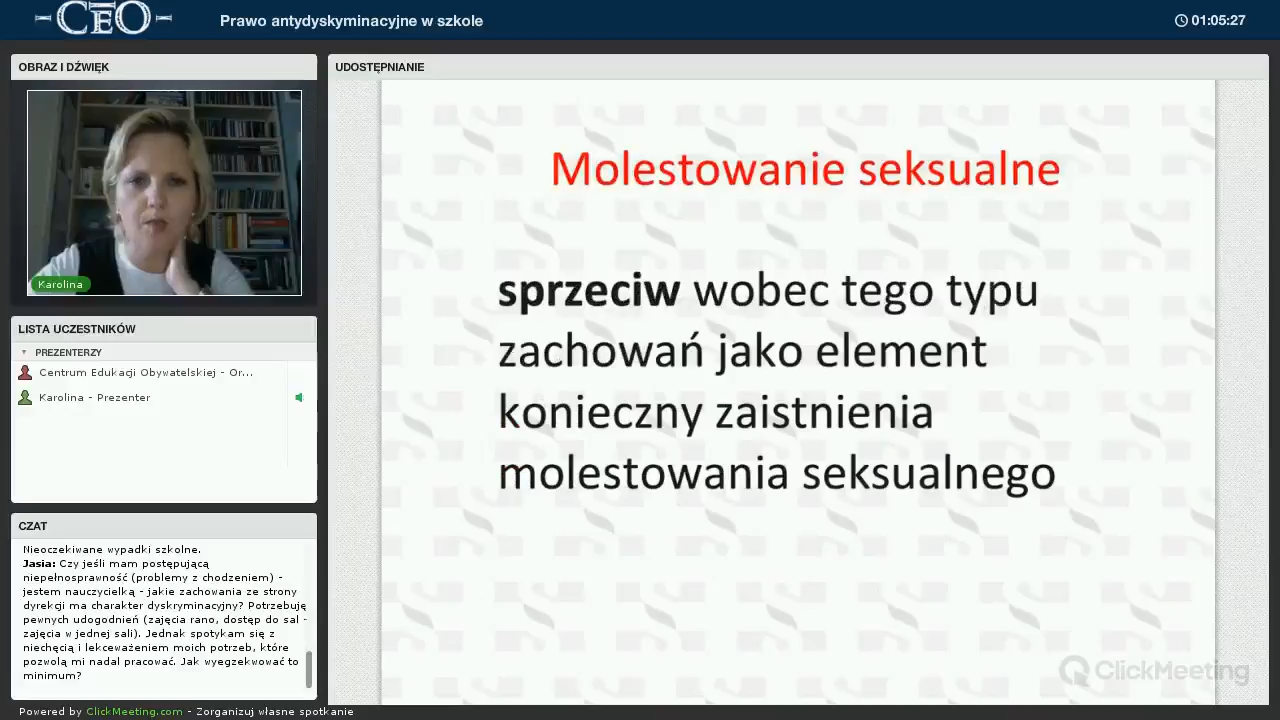 CEO
Prawo antydyskyminacyjne w szkole
01:05:27
OBRAZ I DŹWIĘK
Karolina
LISTA UCZESTNIKÓW
PREZENTERZY
Centrum Edukacji Obywatelskiej - Or...
Karolina - Prezenter
CZAT
Nieoczekiwane wypadki szkolne.
Jasia: Czy jeśli mam postępującą
niepełnosprawność (problemy z chodzeniem) -
jestem nauczycielką - jakie zachowania ze strony
dyrekcji ma charakter dyskryminacyjny? Potrzebuję
pewnych udogodnień (zajęcia rano, dostęp do sal -
zajęcia w jednej sali). Jednak spotykam się z
niechęcią i lekceważeniem moich potrzeb, które
pozwolą mi nadal pracować. Jak wyegzekwować to
minimum?
UDOSTĘPNIANIE
Molestowanie seksualne
sprzeciw wobec tego typu
zachowań jako element
konieczny zaistnienia
molestowania seksualnego
ClickMeeting
Powered by ClickMeeting.com - Zorganizuj własne spotkanie